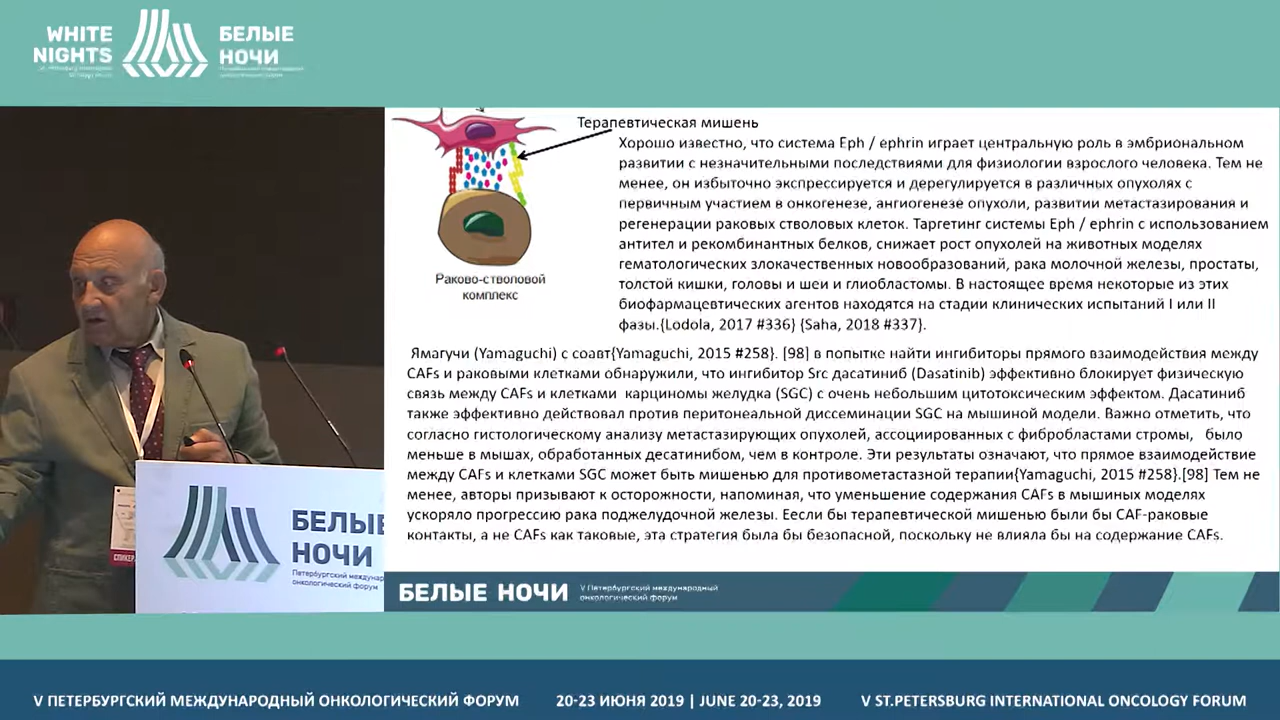 WHITE
NIGHTS
БЕЛЫЕ
НОЧИ
Терапевтическая мишень
Хорошо известно, что система Eph / ephrin играет центральную роль в эмбриональном
развитии с незначительными последствиями для физиологии взрослого человека. Тем не
менее, он избыточно экспрессируется и дерегулируется в различных опухолях с
первичным участием в онкогенезе, ангиогенезе опухоли, развитии метастазирования и
регенерации раковых стволовых клеток. Таргетинг системы Eph / ephrin с использованием
антител и рекомбинантных белков, снижает рост опухолей на животных моделях
гематологических злокачественных новообразований, рака молочной железы, простаты,
толстой кишки, головы и шеи и глиобластомы. В настоящее время некоторые из этих
биофармацевтических агентов находятся на стадии клинических испытаний I или II
фазы.{Lodola, 2017 #336} {Saha, 2018 #337}.
Раково-стволовой
комплекс
Ямагучи (Yamaguchi) с соавт{Yamaguchi, 2015 #258}. [98] в попытке найти ингибиторы прямого взаимодействия между
CAFs и раковыми клетками обнаружили, что ингибитор Src дасатиниб (Dasatinib) эффективно блокирует физическую
связь между CAFs и клетками карциномы желудка (SGC) с очень небольшим цитотоксическим эффектом. Дасатиниб
также эффективно действовал против перитонеальной диссеминации SGC на мышиной модели. Важно отметить, что
согласно гистологическому анализу метастазирующих опухолей, ассоциированных с фибробластами стромы, было
меньше в мышах, обработанных десатинибом, чем в контроле. Эти результаты означают, что прямое взаимодействие
между CAFs и клетками SGC может быть мишенью для противометастазной терапии{Yamaguchi, 2015 #258}.[98] Тем не
менее, авторы призывают к осторожности, напоминая, что уменьшение содержания CAFs в мышиных моделях
ускоряло прогрессию рака поджелудочной железы. Еесли бы терапевтической мишенью были бы CAF-раковые
контакты, а не CAFs как таковые, эта стратегия была бы безопасной, поскольку не влияла бы на содержание CAFs.
СПИКЕР
БЕЛЫЕ
НОЧИ
Петербургский междунар
онкологический форум
БЕЛЫЕ НОЧИ
V Петербургский международный
онкологический форум
V ПЕТЕРБУРГСКИЙ МЕЖДУНАРОДНЫЙ ОНКОЛОГИЧЕСКИЙ ФОРУМ
20-23 ИЮНЯ 2019 | JUNE 20-23, 2019
V ST.PETERSBURG INTERNATIONAL ONCOLOGY FORUM